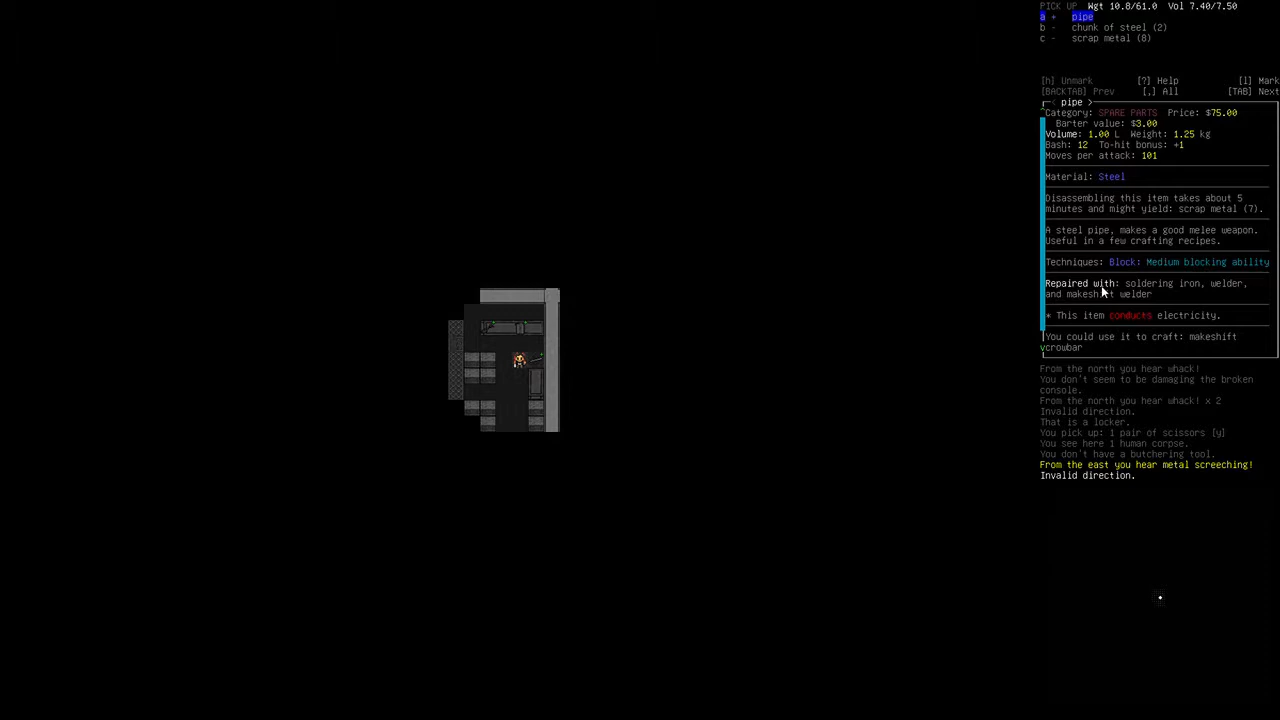 PICK UP Wgt 10.8/61.0 Vol 7.40/7.50
a + pipe
b - chunk of steel (2)
c - scrap metal (8)
[h] Unmark [?] Help [l] Mark
[BACKTAB] Prev [,] All [TAB] Next
< pipe >
Category: SPARE PARTS Price: $75.00
Barter value: $3.00
Volume: 1.00 L Weight: 1.25 kg
Bash: 12 To-hit bonus: +1
Moves per attack: 101
Material: Steel
Disassembling this item takes about 5
minutes and might yield: scrap metal (7).
A steel pipe, makes a good melee weapon.
Useful in a few crafting recipes.
Techniques: Block: Medium blocking ability
Repaired with: soldering iron, welder,
and makeshift welder
* This item conducts electricity.
You could use it to craft: makeshift
vcrowbar
From the north you hear whack!
You don't seem to be damaging the broken
console.
From the north you hear whack! x 2
Invalid direction.
That is a locker.
You pick up: 1 pair of scissors [y]
You see here 1 human corpse.
You don't have a butchering tool.
From the east you hear metal screeching!
Invalid direction.